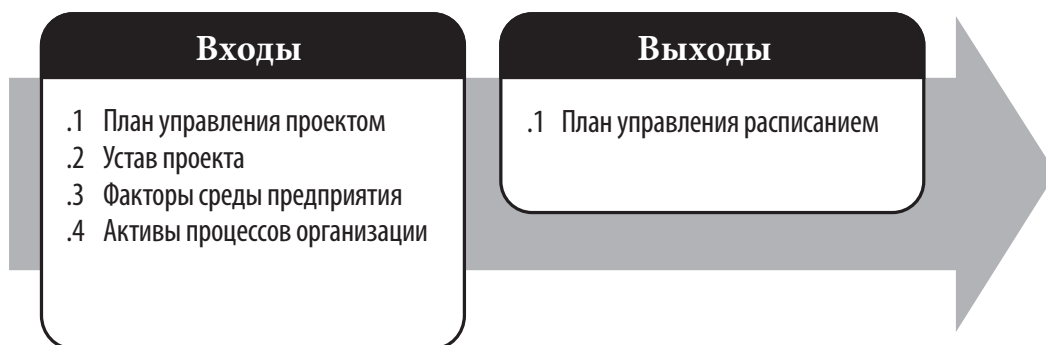 Входы
.1 План управления проектом
.2 Устав проекта
.3 Факторы среды предприятия
.4 Активы процессов организации
Выходы
.1 План управления расписанием